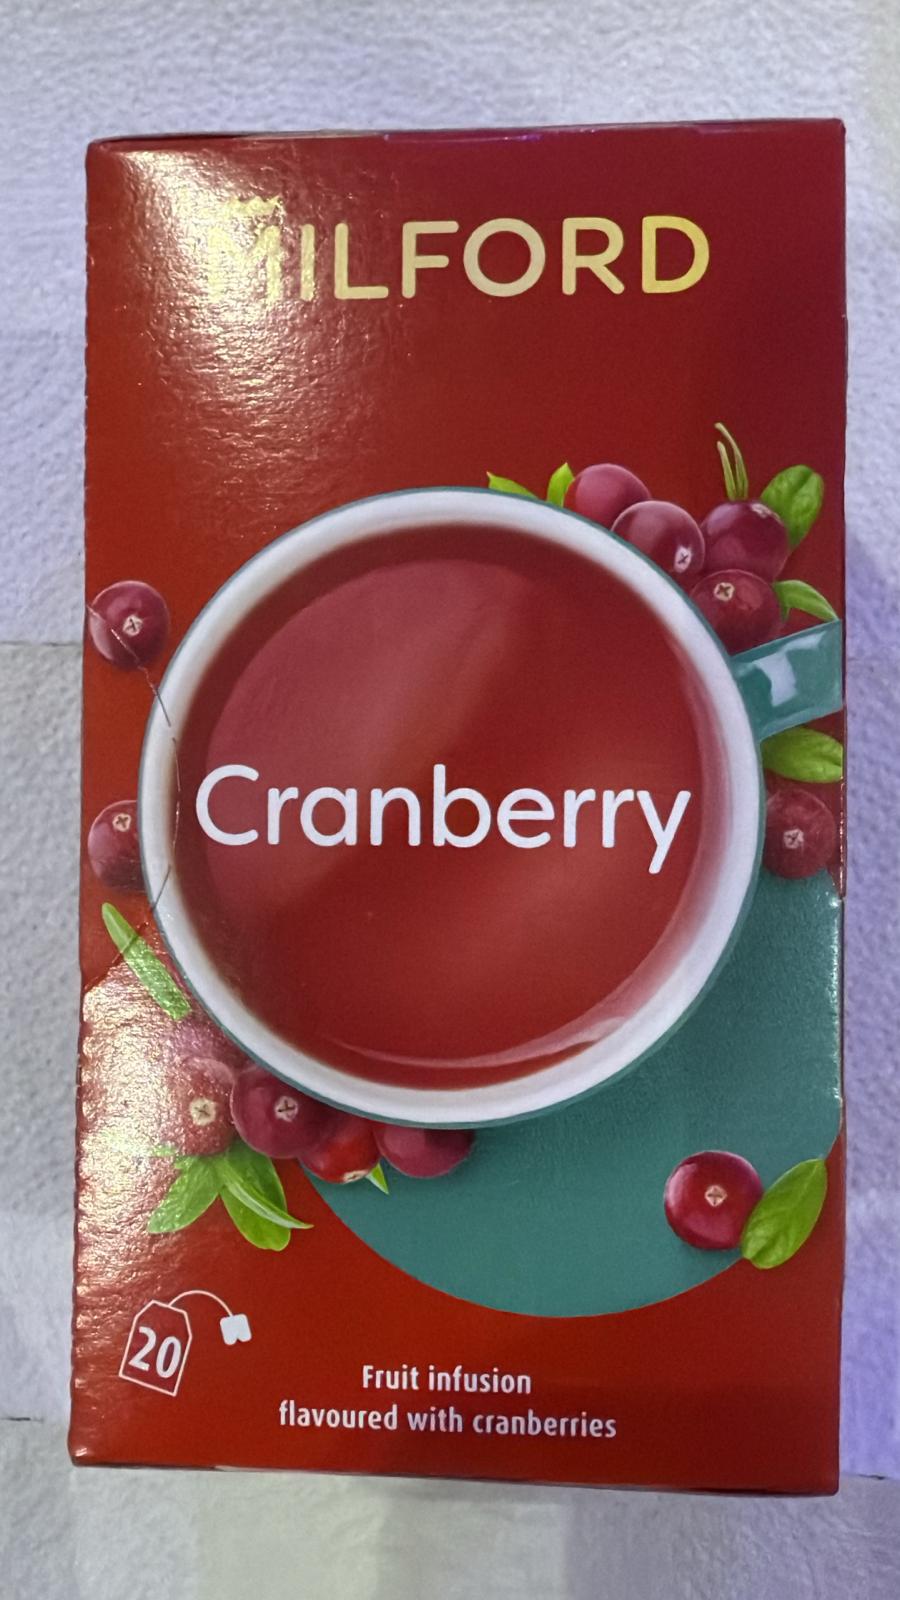 MILFORD
Cranberry
20
Fruit infusion
flavoured with cranberries